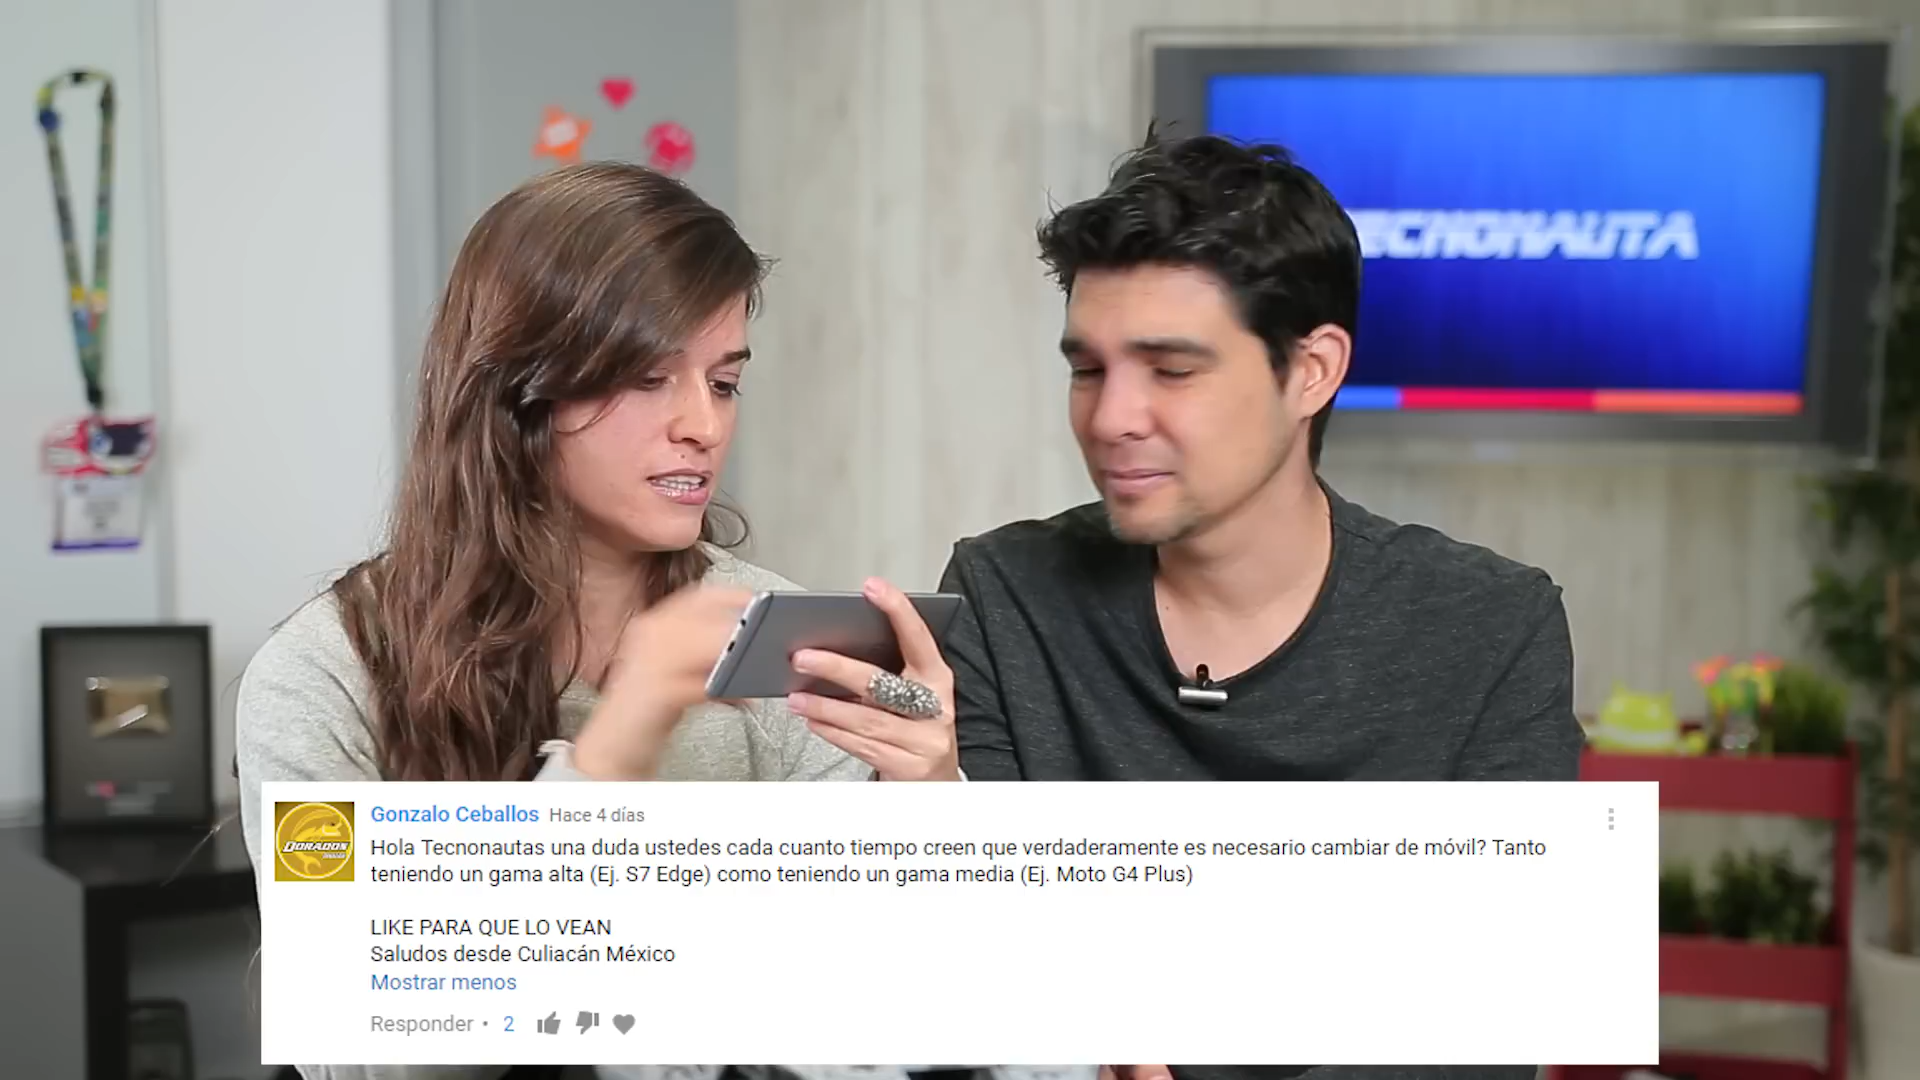 TECNONAUTA
DORADOS
Gonzalo Ceballos Hace 4 días
Hola Tecnonautas una duda ustedes cada cuanto tiempo creen que verdaderamente es necesario cambiar de móvil? Tanto
teniendo un gama alta (Ej. S7 Edge) como teniendo un gama media (Ej. Moto G4 Plus)
LIKE PARA QUE LO VEAN
Saludos desde Culiacán México
Mostrar menos
Responder • 2